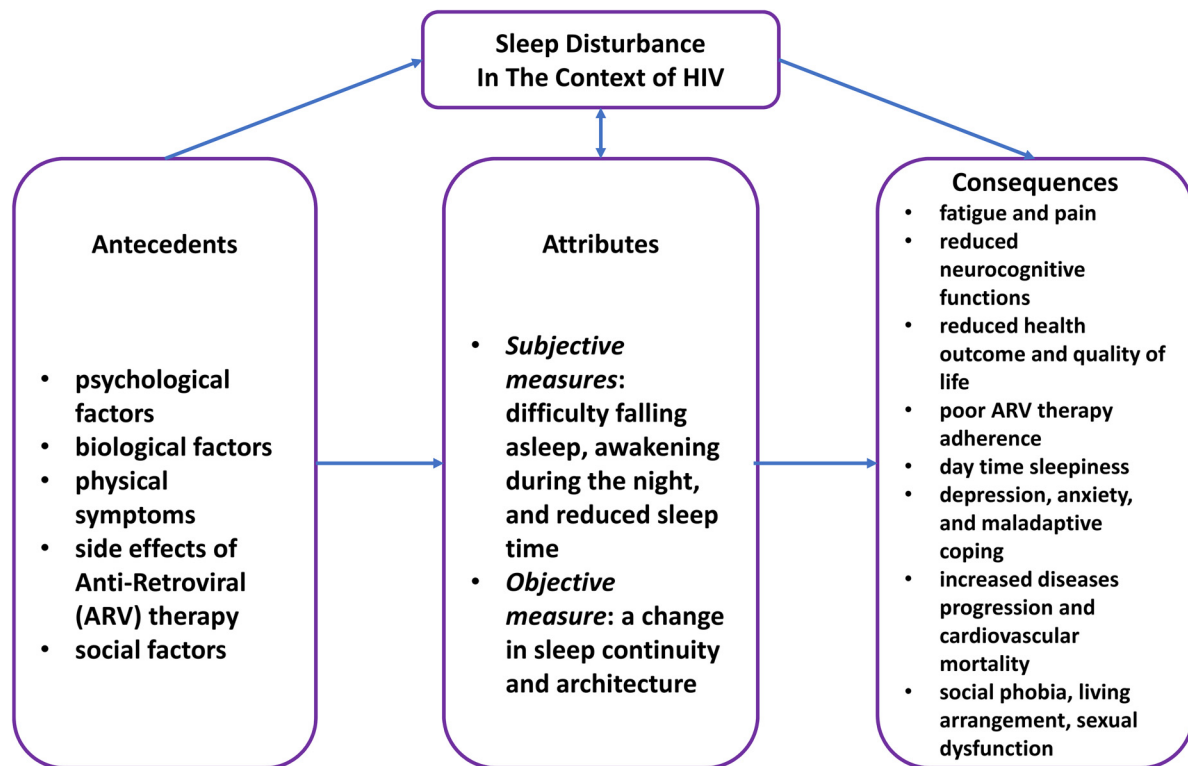 Sleep Disturbance
In The Context of HIV
Antecedents
• psychological
factors
• biological factors
• physical
symptoms
• side effects of
Anti-Retroviral
(ARV) therapy
• social factors
Attributes
• Subjective
measures:
difficulty falling
asleep, awakening
during the night,
and reduced sleep
time
• Objective
measure: a change
in sleep continuity
and architecture
Consequences
• fatigue and pain
• reduced
neurocognitive
functions
• reduced health
outcome and quality of
life
• poor ARV therapy
adherence
• day time sleepiness
• depression, anxiety,
and maladaptive
coping
• increased diseases
progression and
cardiovascular
mortality
• social phobia, living
arrangement, sexual
dysfunction